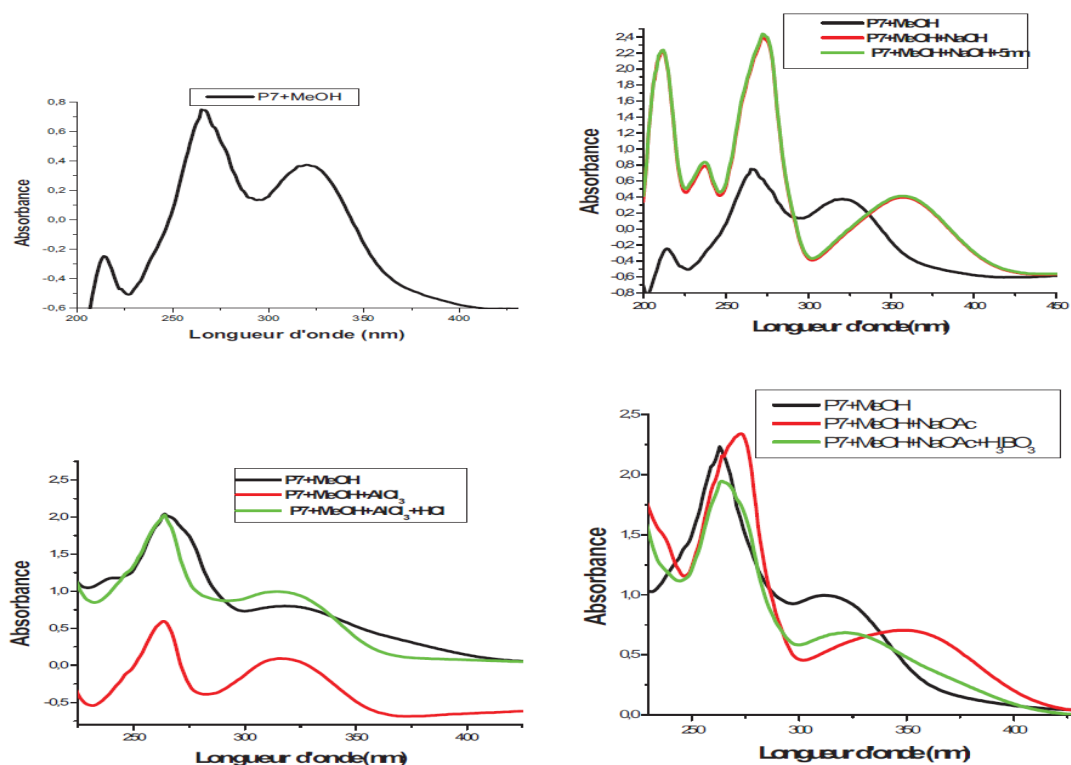 P7+MeOH
0,8
0,6
0,4
0,2
0,0
-0,2
-0,4
-0,6
Absorbance
200 250 300 350 400
Longueur d'onde (nm)
P7+MeOH
P7+MeOH+NaOH
P7+MeOH+NaOH+5mn
2,4
2,2
2,0
1,8
1,6
1,4
1,2
1,0
0,8
0,6
0,4
0,2
0,0
-0,2
-0,4
-0,6
-0,8
Absorbance
200 250 300 350 400 450
Longueur d'onde(nm)
P7+MeOH
P7+MeOH+AlCl3
P7+MeOH+AlCl3+HCl
2,5
2,0
1,5
1,0
0,5
0,0
-0,5
Absorbance
250 300 350 400
Longueur d'onde(nm)
P7+MeOH
P7+MeOH+NaOAc
P7+MeOH+NaOAc+H3BO3
2,5
2,0
1,5
1,0
0,5
0,0
Absorbance
250 300 350 400
Longueur d'onde(nm)